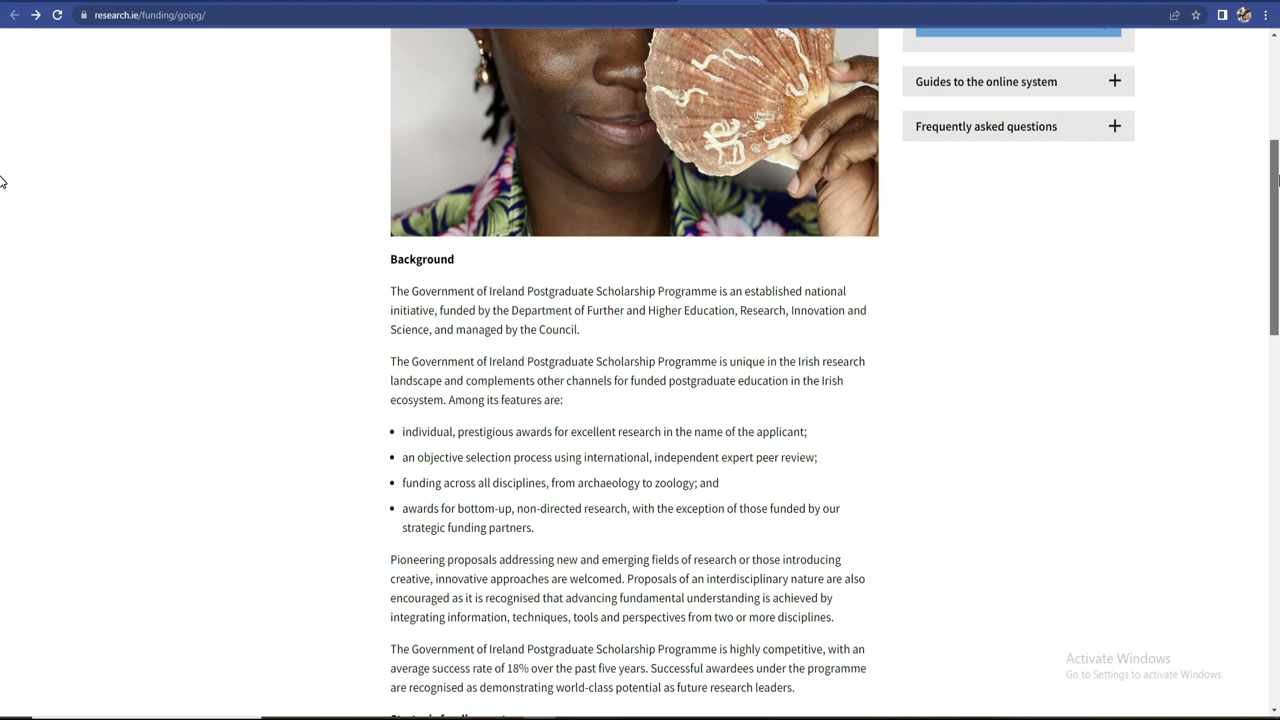 research.ie/funding/goipg/
Guides to the online system
Frequently asked questions
Background
The Government of Ireland Postgraduate Scholarship Programme is an established national
initiative, funded by the Department of Further and Higher Education, Research, Innovation and
Science, and managed by the Council.
The Government of Ireland Postgraduate Scholarship Programme is unique in the Irish research
landscape and complements other channels for funded postgraduate education in the Irish
ecosystem. Among its features are:
individual, prestigious awards for excellent research in the name of the applicant;
an objective selection process using international, independent expert peer review;
funding across all disciplines, from archaeology to zoology; and
awards for bottom-up, non-directed research, with the exception of those funded by our
strategic funding partners.
Pioneering proposals addressing new and emerging fields of research or those introducing
creative, innovative approaches are welcomed. Proposals of an interdisciplinary nature are also
encouraged as it is recognised that advancing fundamental understanding is achieved by
integrating information, techniques, tools and perspectives from two or more disciplines.
The Government of Ireland Postgraduate Scholarship Programme is highly competitive, with an
average success rate of 18% over the past five years. Successful awardees under the programme
are recognised as demonstrating world-class potential as future research leaders.
Activate Windows
Go to Settings to activate Windows.